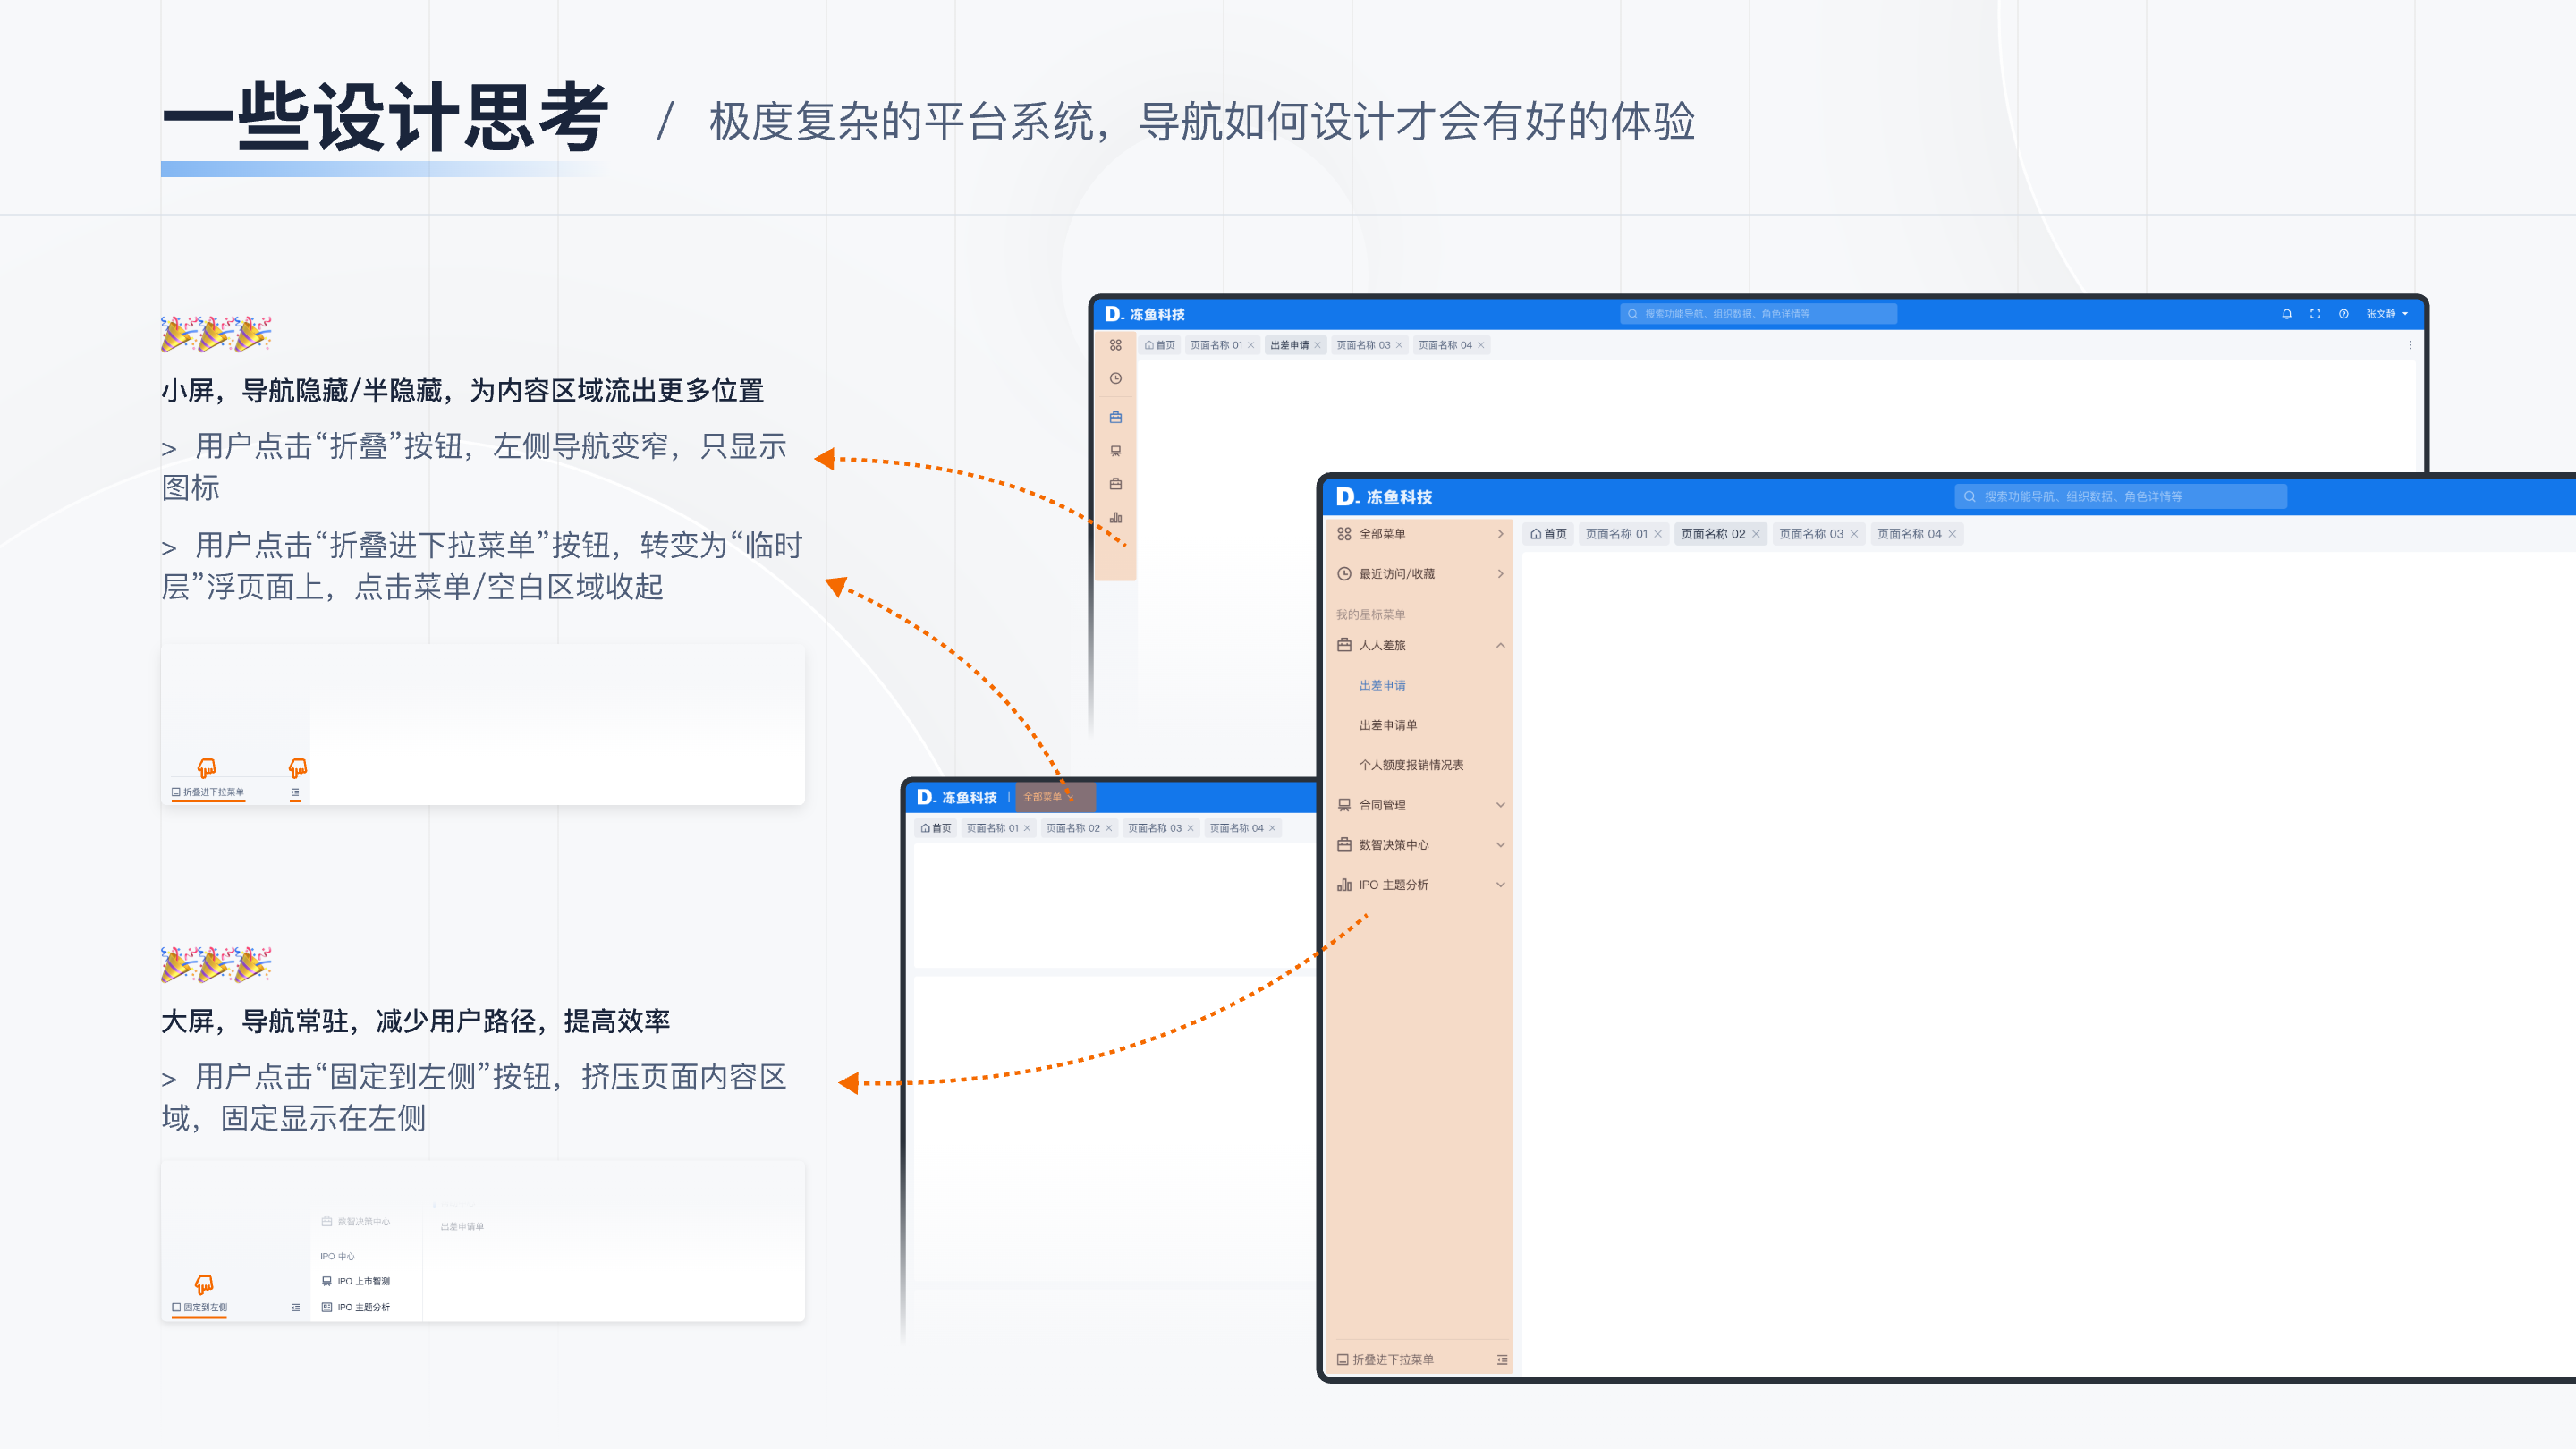 一些设计思考 / 极度复杂的平台系统，导航如何设计才会有好的体验
小屏，导航隐藏/半隐藏，为内容区域流出更多位置
> 用户点击“折叠”按钮，左侧导航变窄，只显示
图标
> 用户点击“折叠进下拉菜单”按钮，转变为“临时
层”浮页面上，点击菜单/空白区域收起
折叠进下拉菜单
大屏，导航常驻，减少用户路径，提高效率
> 用户点击“固定到左侧”按钮，挤压页面内容区
域，固定显示在左侧
数智决策中心
出差申请单
IPO 中心
IPO 上市智测
IPO 主题分析
固定到左侧
D. 冻鱼科技
搜索功能导航、组织数据、角色详情等
张文静
首页 页面名称 01 出差申请 页面名称 03 页面名称 04
D. 冻鱼科技 | 全部菜单
首页 页面名称 01 页面名称 02 页面名称 03 页面名称 04
D. 冻鱼科技
搜索功能导航、组织数据、角色详情等
首页 页面名称 01 页面名称 02 页面名称 03 页面名称 04
全部菜单
最近访问/收藏
我的星标菜单
人人差旅
出差申请
出差申请单
个人额度报销情况表
合同管理
数智决策中心
IPO 主题分析
折叠进下拉菜单